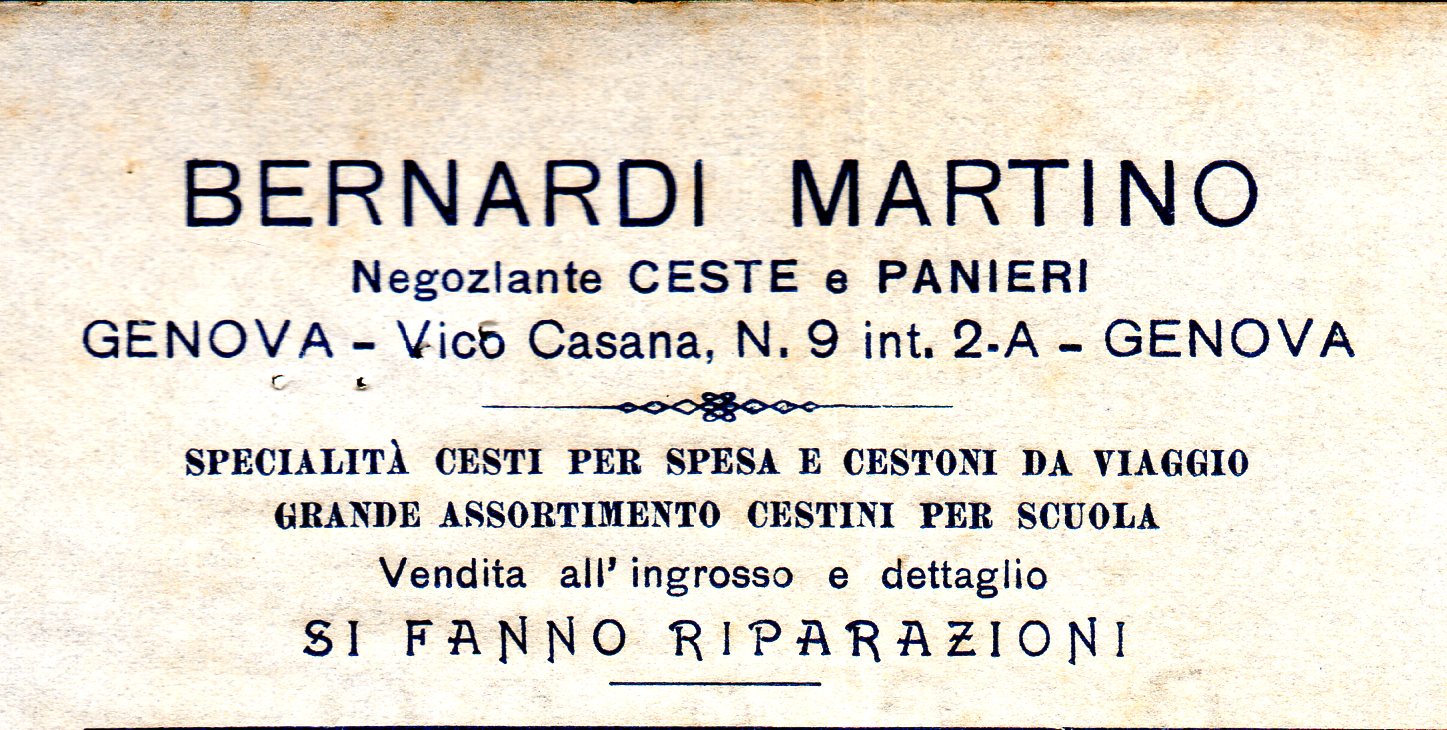 BERNARDI MARTINO
Negoziante CESTE e PANIERI
GENOVA - Vico Casana, N. 9 int. 2-A - GENOVA
SPECIALITÀ CESTI PER SPESA E CESTONI DA VIAGGIO
GRANDE ASSORTIMENTO CESTINI PER SCUOLA
Vendita all' ingrosso e dettaglio
SI FANNO RIPARAZIONI